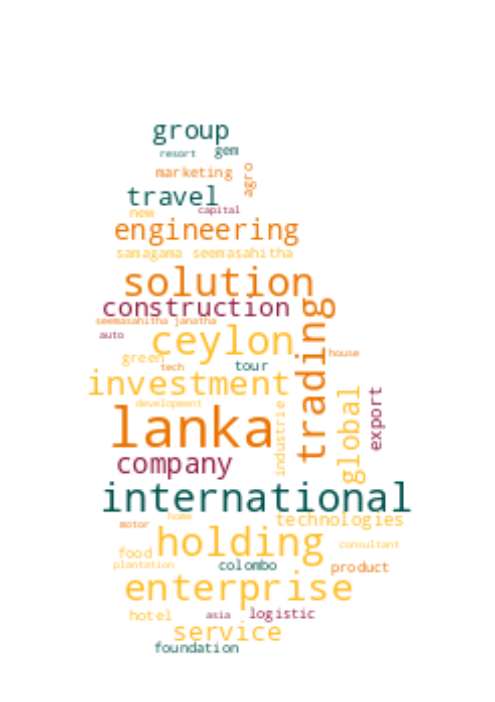 group
resort gem
marketing
agro
travel
new capital
engineering
samagama seemasahitha
solution
construction
trading
seemasahitha janatha
auto
ceylon
green
tech
tour
house
investment
development
lanka
industrie
global
export
company
international
home
motor
technologies
holding
consultant
food
plantation
colombo
product
enterprise
hotel
asia
logistic
service
foundation